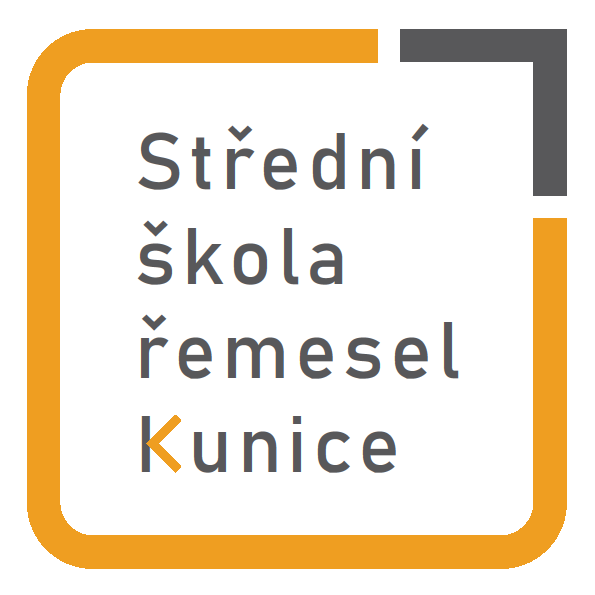 Střední
škola
řemesel
Kunice